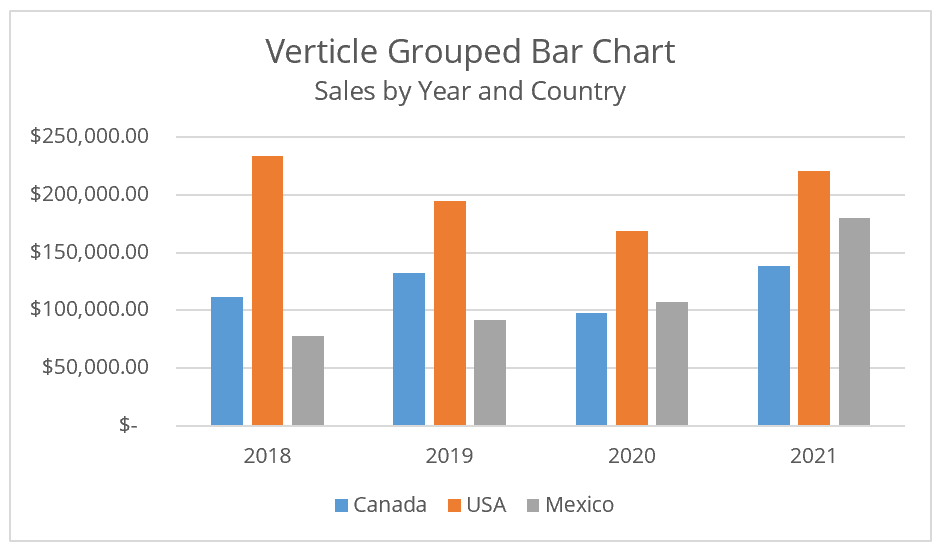 Verticle Grouped Bar Chart
Sales by Year and Country
$250,000.00
$200,000.00
$150,000.00
$100,000.00
$50,000.00
$-
2018 2019 2020 2021
Canada USA Mexico